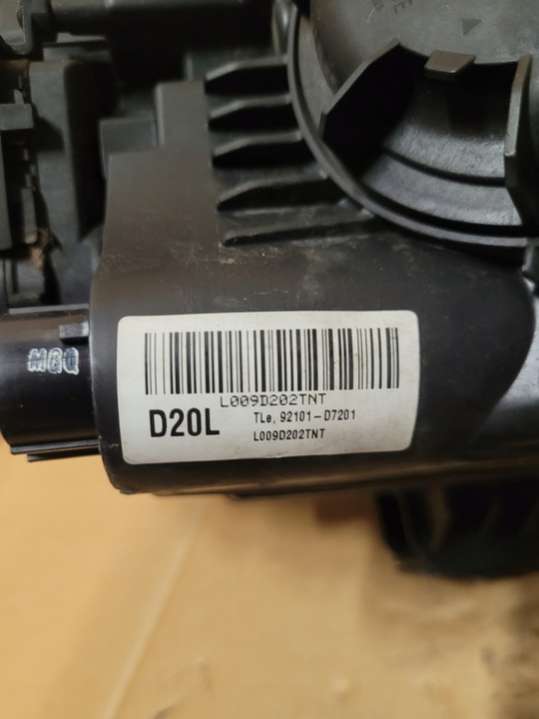 MGQ
L009D202TNT
D20L
TLe, 92101-D7201
L009D202TNT